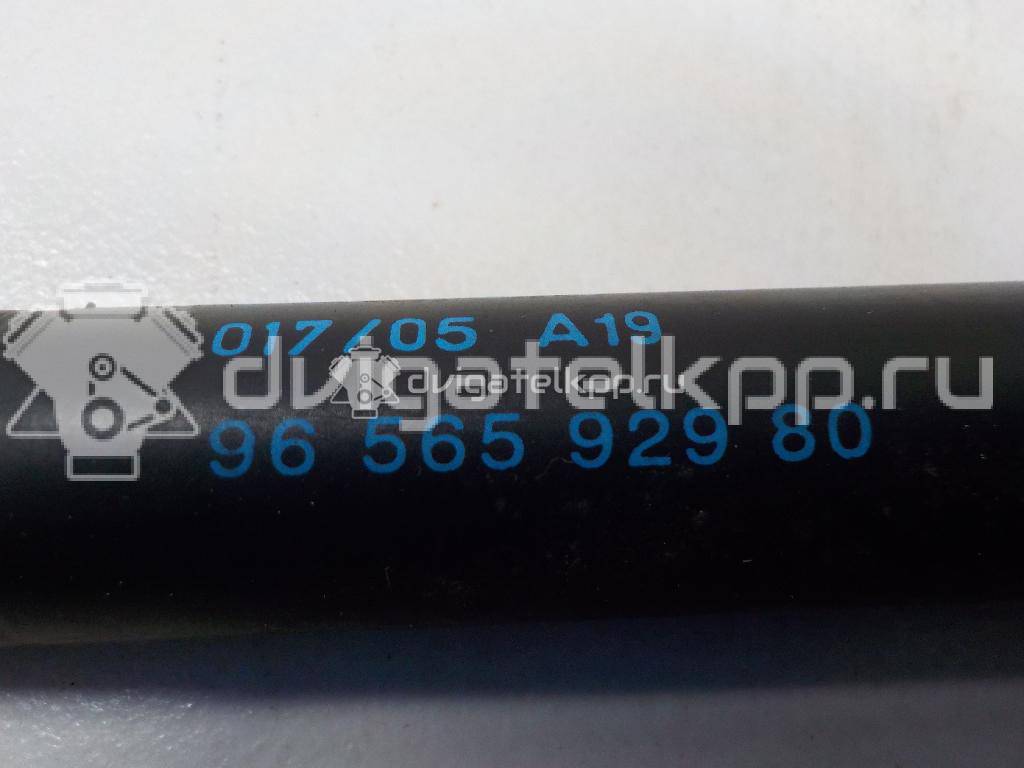 017/05 A19
dvigatelkpp.ru
dvigatelkpp.ru
96 565 929 80